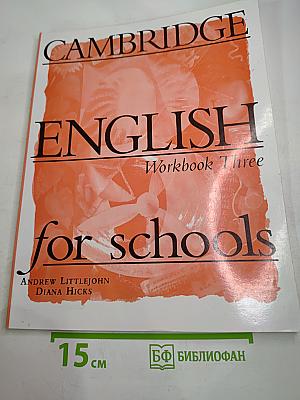 CAMBRIDGE
ENGLISH
Workbook Three
for schools
ANDREW LITTLEJOHN
DIANA HICKS
15 см
БФ БИБЛИОФАН